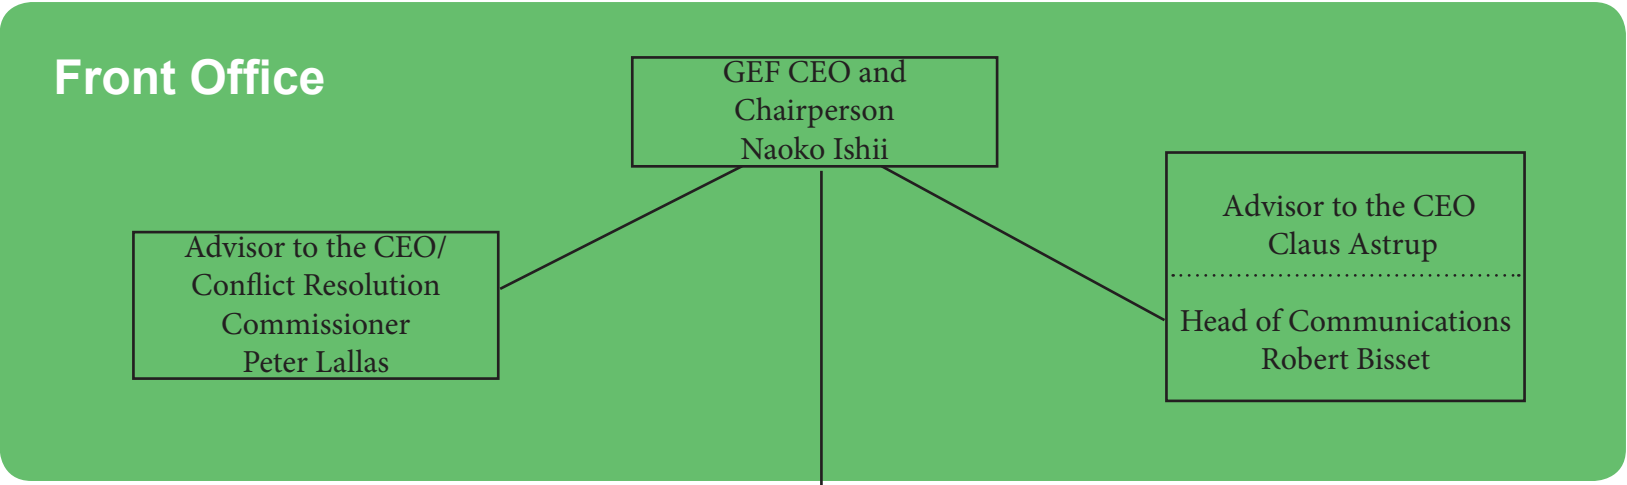 Front Office
GEF CEO and
Chairperson
Naoko Ishii
Advisor to the CEO/
Conflict Resolution
Commissioner
Peter Lallas
Advisor to the CEO
Claus Astrup
Head of Communications
Robert Bisset